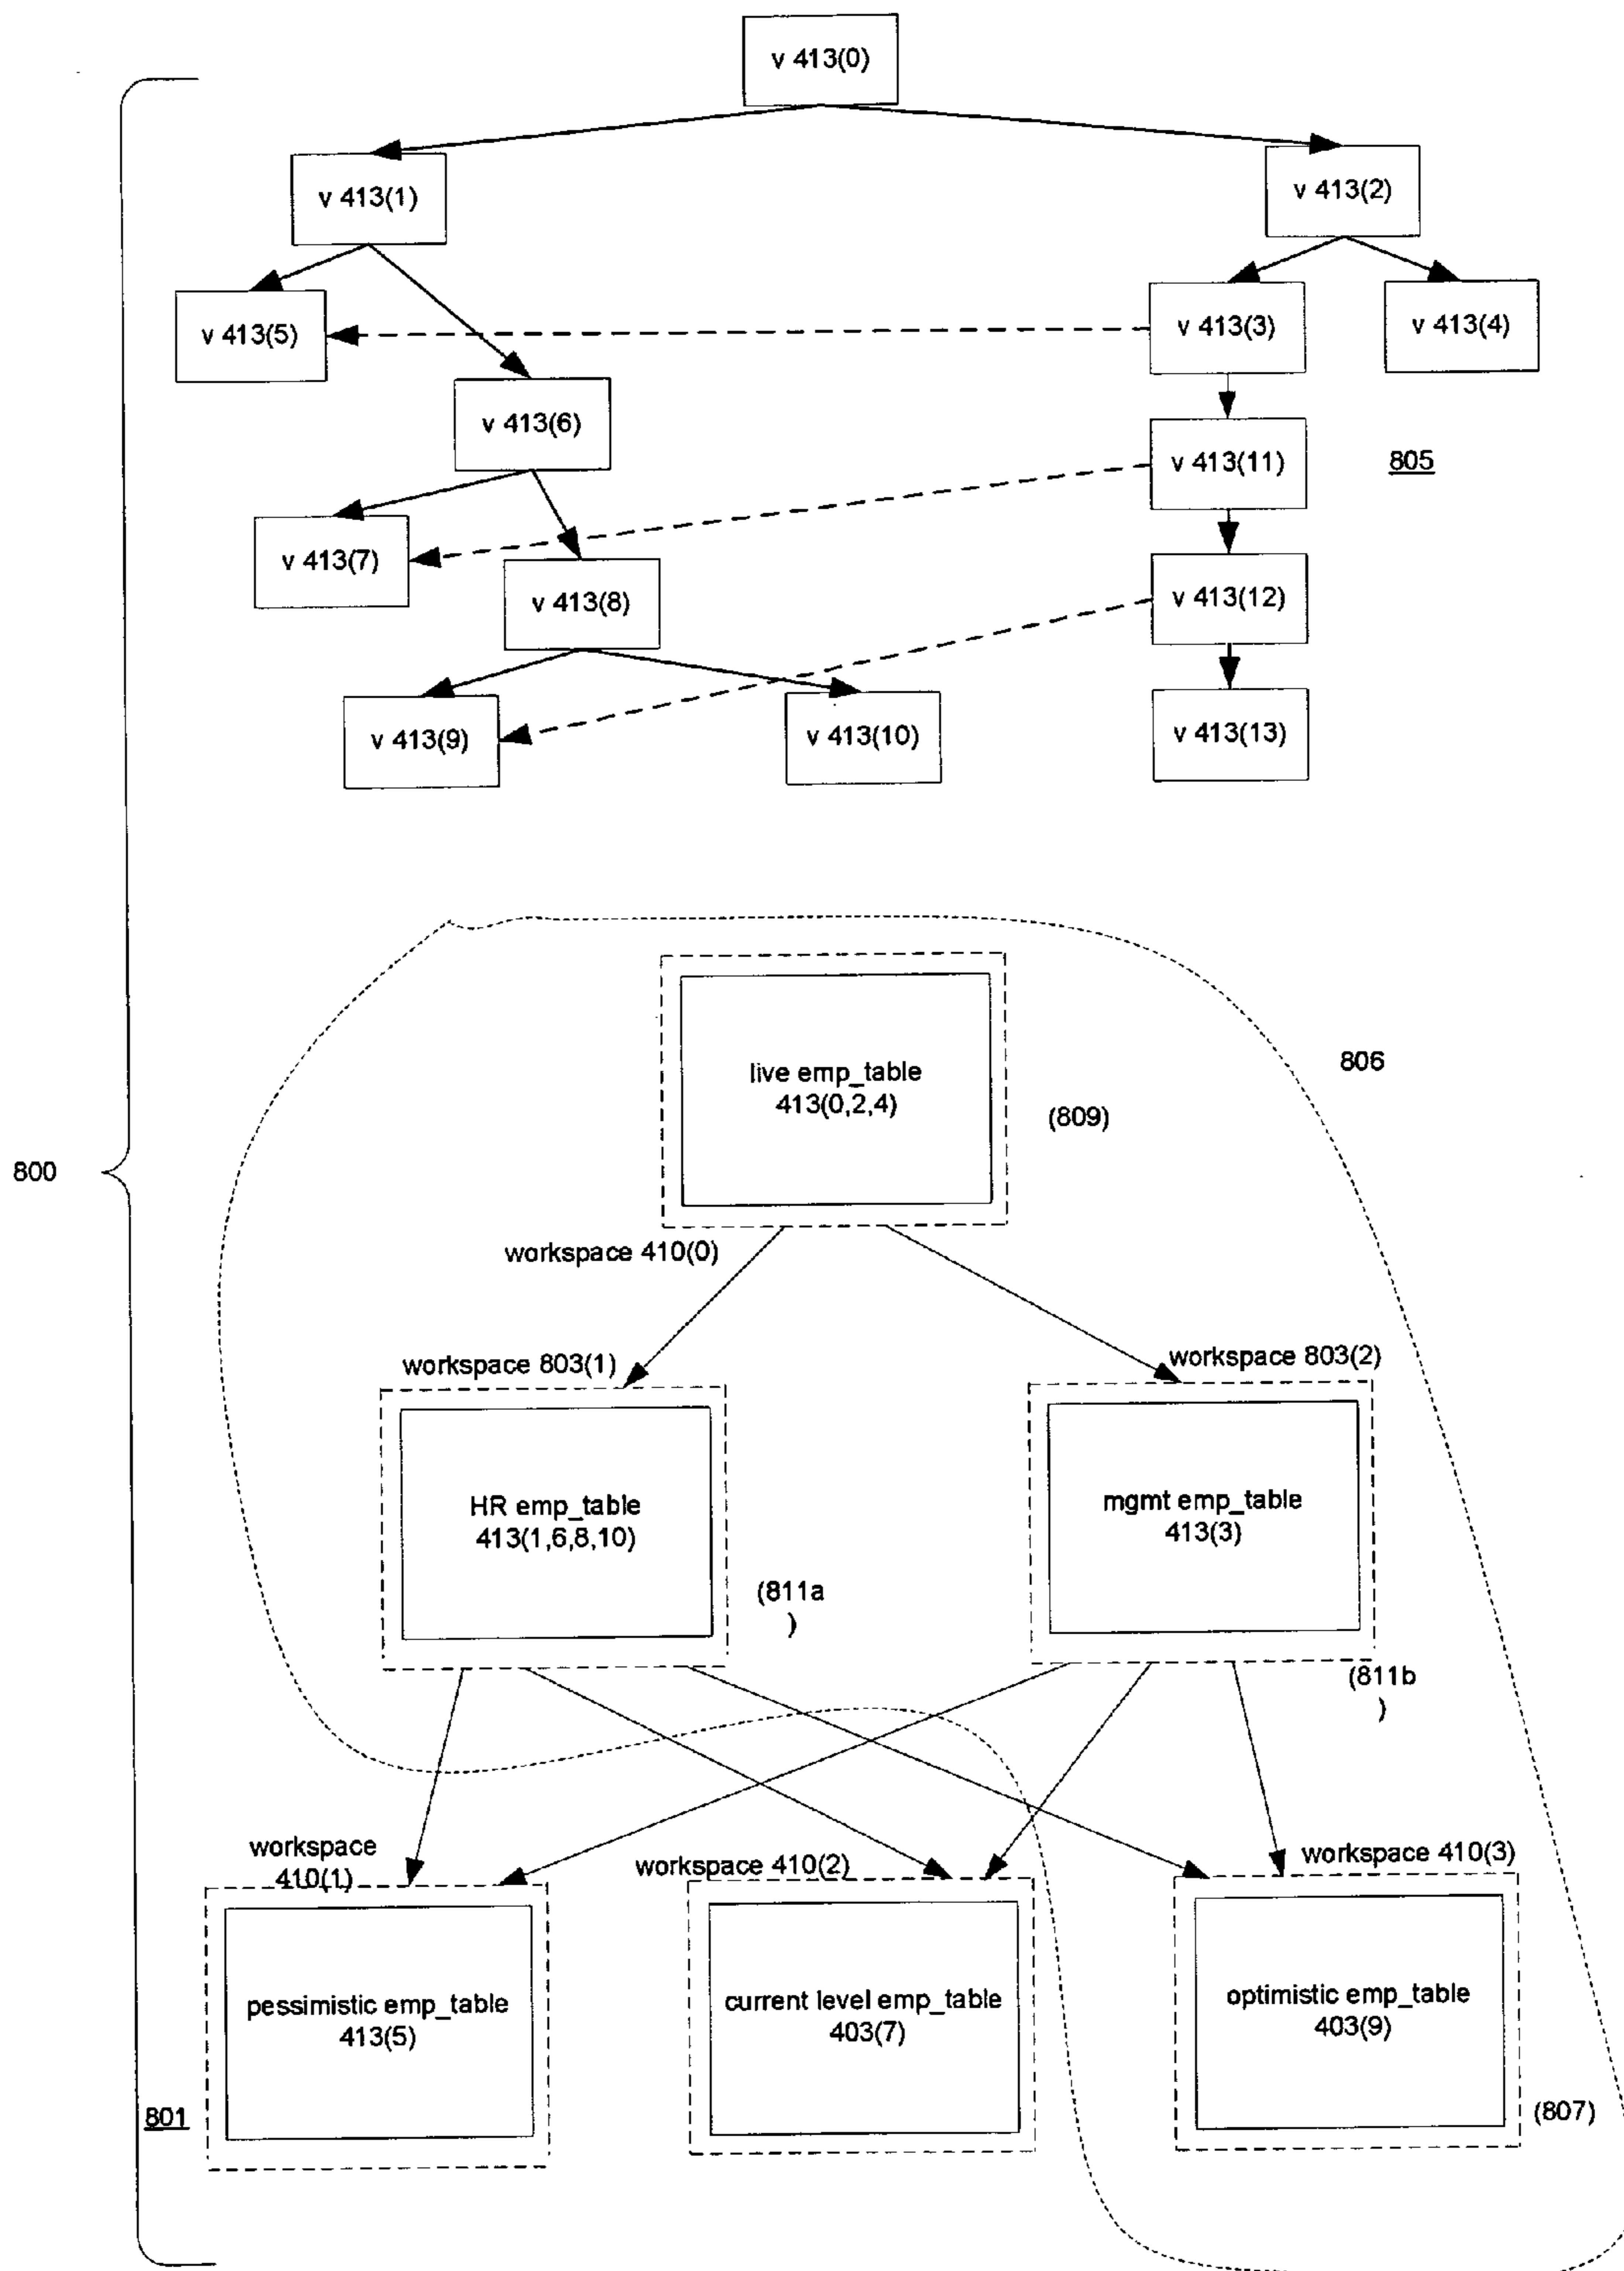 v 413(0)
v 413(1)
v 413(2)
v 413(5)
v 413(3)
v 413(4)
v 413(6)
v 413(11)
805
v 413(7)
v 413(8)
v 413(12)
v 413(9)
v 413(10)
v 413(13)
806
live emp_table
413(0,2,4)
(809)
800
workspace 410(0)
workspace 803(1)
workspace 803(2)
HR emp_table
413(1,6,8,10)
mgmt emp_table
413(3)
(811a
)
(811b
)
workspace
410(1)
workspace 410(2)
workspace 410(3)
pessimistic emp_table
413(5)
current level emp_table
403(7)
optimistic emp_table
403(9)
801
(807)